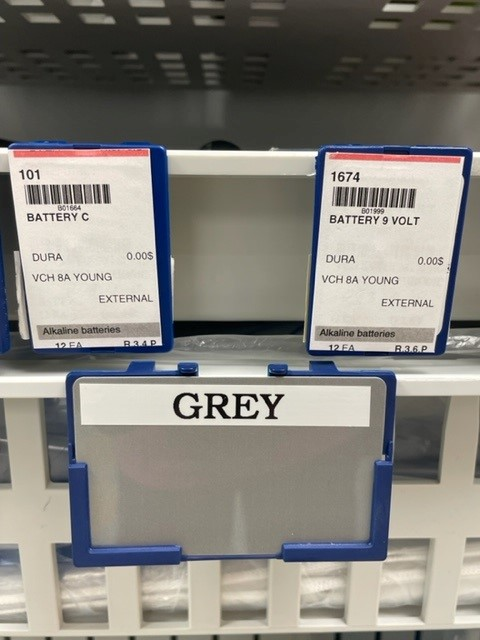 101
B01664
BATTERY C
DURA 0.00$
VCH 8A YOUNG
EXTERNAL
Alkaline batteries
12 EA R.3.4.P
1674
B01999
BATTERY 9 VOLT
DURA 0.00$
VCH 8A YOUNG
EXTERNAL
Alkaline batteries
12 EA R.3.6.P
GREY